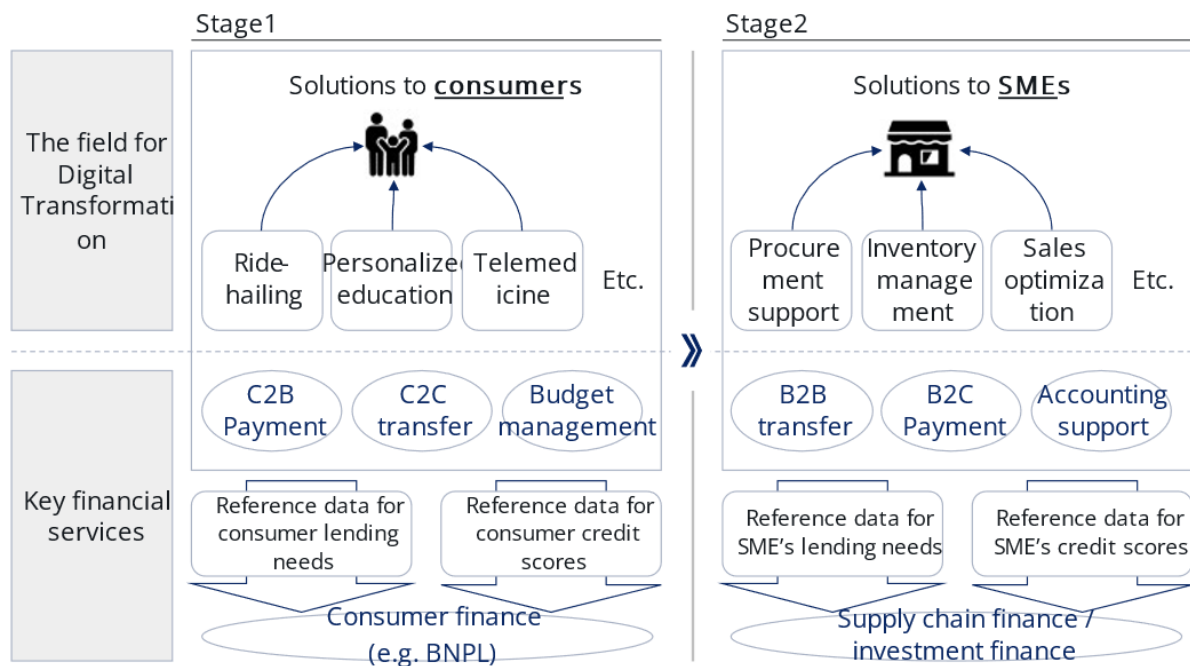 Stage1
Stage2
The field for
Digital
Transformati
on
Solutions to consumers
Ride-
hailing
Personalized
education
Telemed
icine
Etc.
Solutions to SMEs
Procure
ment
support
Inventory
manage
ment
Sales
optimiza
tion
Etc.
Key financial
services
C2B
Payment
C2C
transfer
Budget
management
B2B
transfer
B2C
Payment
Accounting
support
Reference data for
consumer lending
needs
Reference data for
consumer credit
scores
Reference data for
SME’s lending needs
Reference data for
SME’s credit scores
Consumer finance
(e.g. BNPL)
Supply chain finance /
investment finance